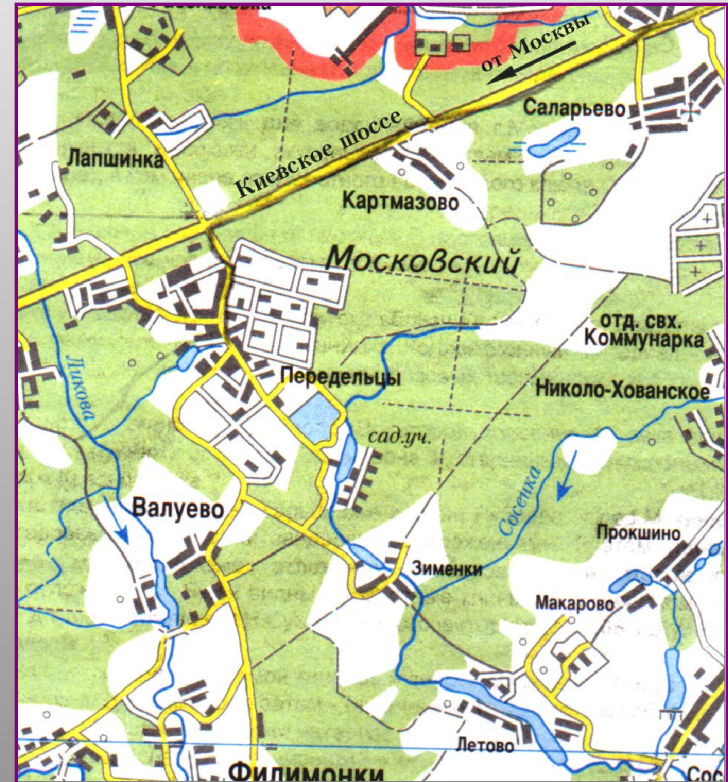 от Москвы
Саларьево
Киевское шоссе
Лапшинка
Картмазово
Московский
отд. свх.
Коммунарка
Ликова
Передельцы
Николо-Хованское
сад.уч.
Сосенка
Валуево
Прокшино
Зименки
Макарово
Летово
Филимонки